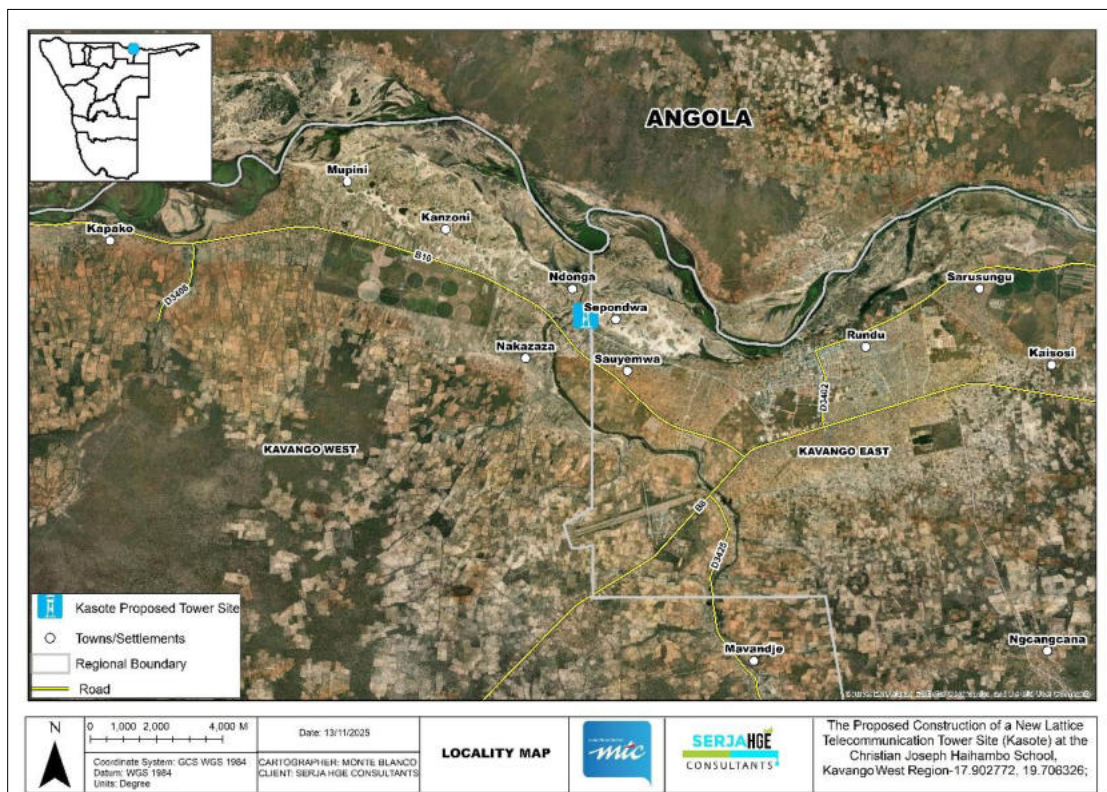 ANGOLA
Mupini
Kanzoni
Kapako
B10
D3408
Ndonga
Sepondwa
Sarusungu
Nakazaza
Sauyemwa
Rundu
Kaisosi
D3402
KAVANGO WEST
KAVANGO EAST
B8
D3425
Mavandje
Ngcangcana
Kasote Proposed Tower Site
Towns/Settlements
Regional Boundary
Road
N
0 1,000 2,000 4,000 M
Coordinate System: GCS WGS 1984
Datum: WGS 1984
Units: Degree
Date: 13/11/2025
CARTOGRAPHER: MONTE BLANCO
CLIENT: SERJA HGE CONSULTANTS
LOCALITY MAP
mtc
SERJA HGE
CONSULTANTS
The Proposed Construction of a New Lattice
Telecommunication Tower Site (Kasote) at the
Christian Joseph Haihambo School,
Kavango West Region-17.902772, 19.706326;